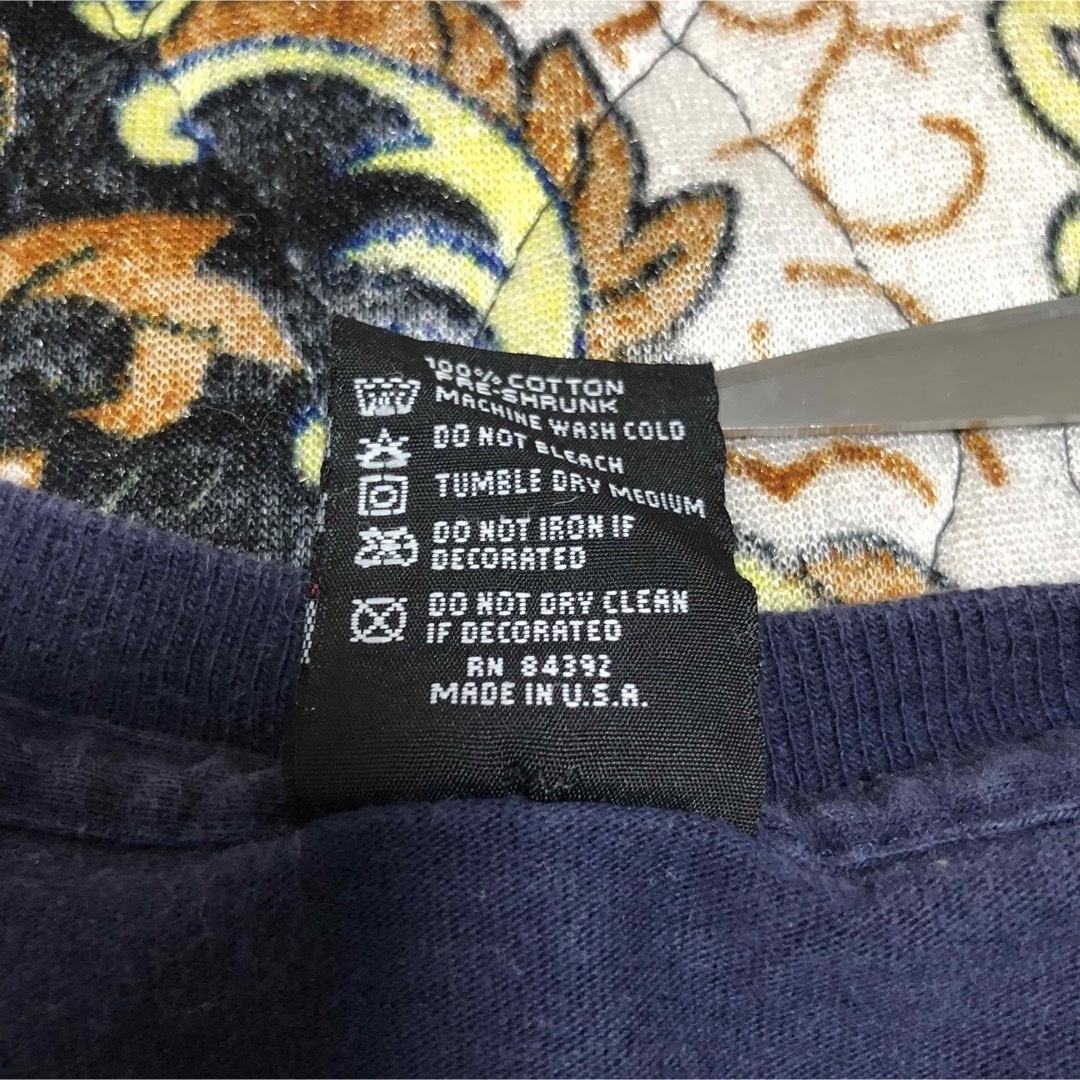 100% COTTON
PRE-SHRUNK
MACHINE WASH COLD
DO NOT BLEACH
TUMBLE DRY MEDIUM
DO NOT IRON IF
DECORATED
DO NOT DRY CLEAN
IF DECORATED
RN 84392
MADE IN U.S.A.